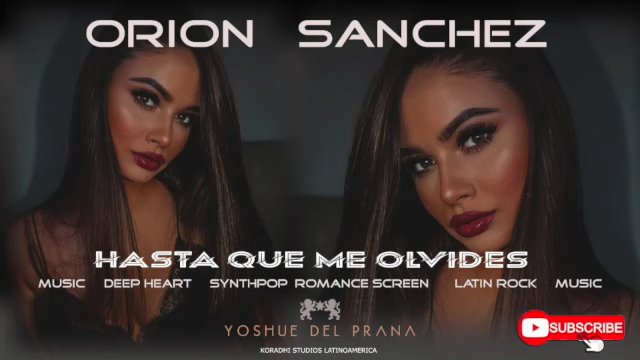 ORION SANCHEZ
HASTA QUE ME OLVIDES
MUSIC DEEP HEART SYNTHPOP ROMANCE SCREEN LATIN ROCK MUSIC
YOSHUE DEL PRANA
KORADHI STUDIOS LATINOAMERICA
SUBSCRIBE